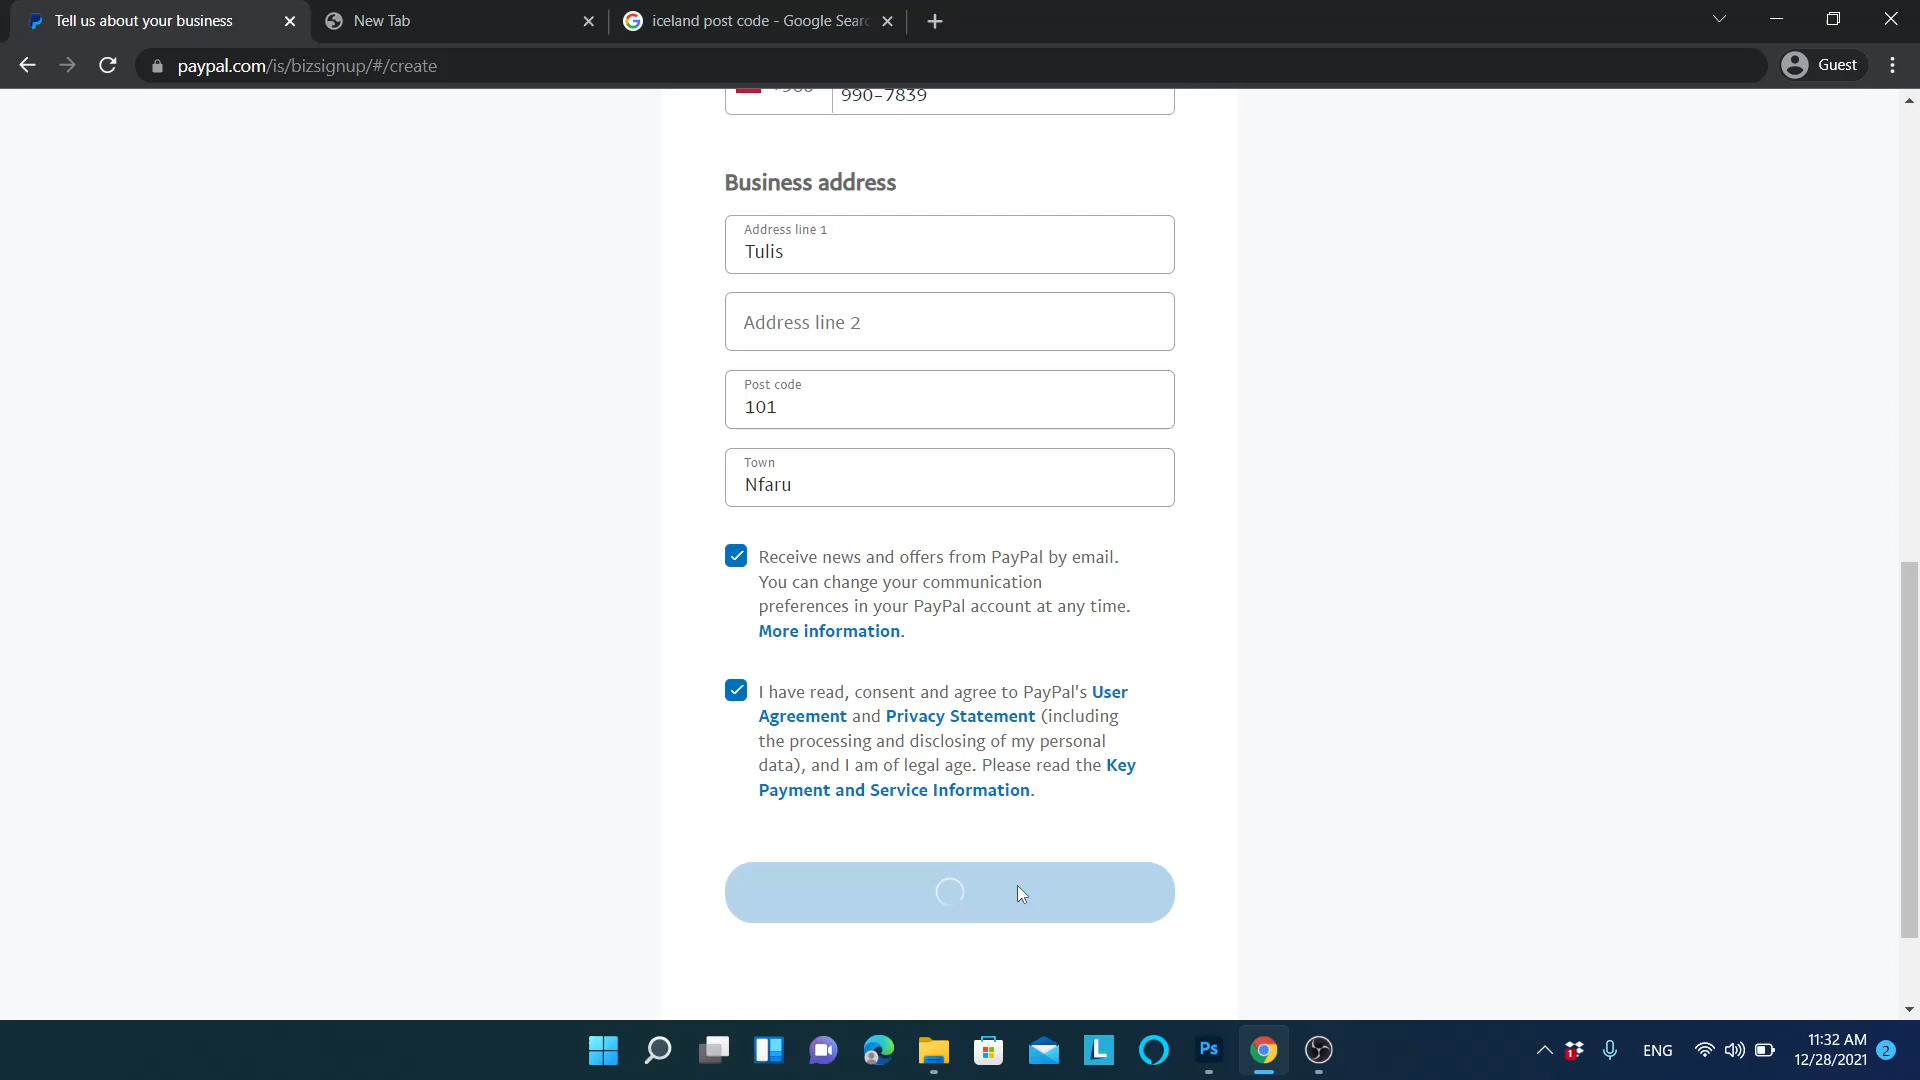 Tell us about your business
New Tab
iceland post code - Google Sear
paypal.com/is/bizsignup/#/create
Guest
990-7839
Business address
Address line 1
Tulis
Address line 2
Post code
101
Town
Nfaru
Receive news and offers from PayPal by email.
You can change your communication
preferences in your PayPal account at any time.
More information.
I have read, consent and agree to PayPal's User
Agreement and Privacy Statement (including
the processing and disclosing of my personal
data), and I am of legal age. Please read the Key
Payment and Service Information.
L
Ps
1
ENG
11:32 AM
12/28/2021
2